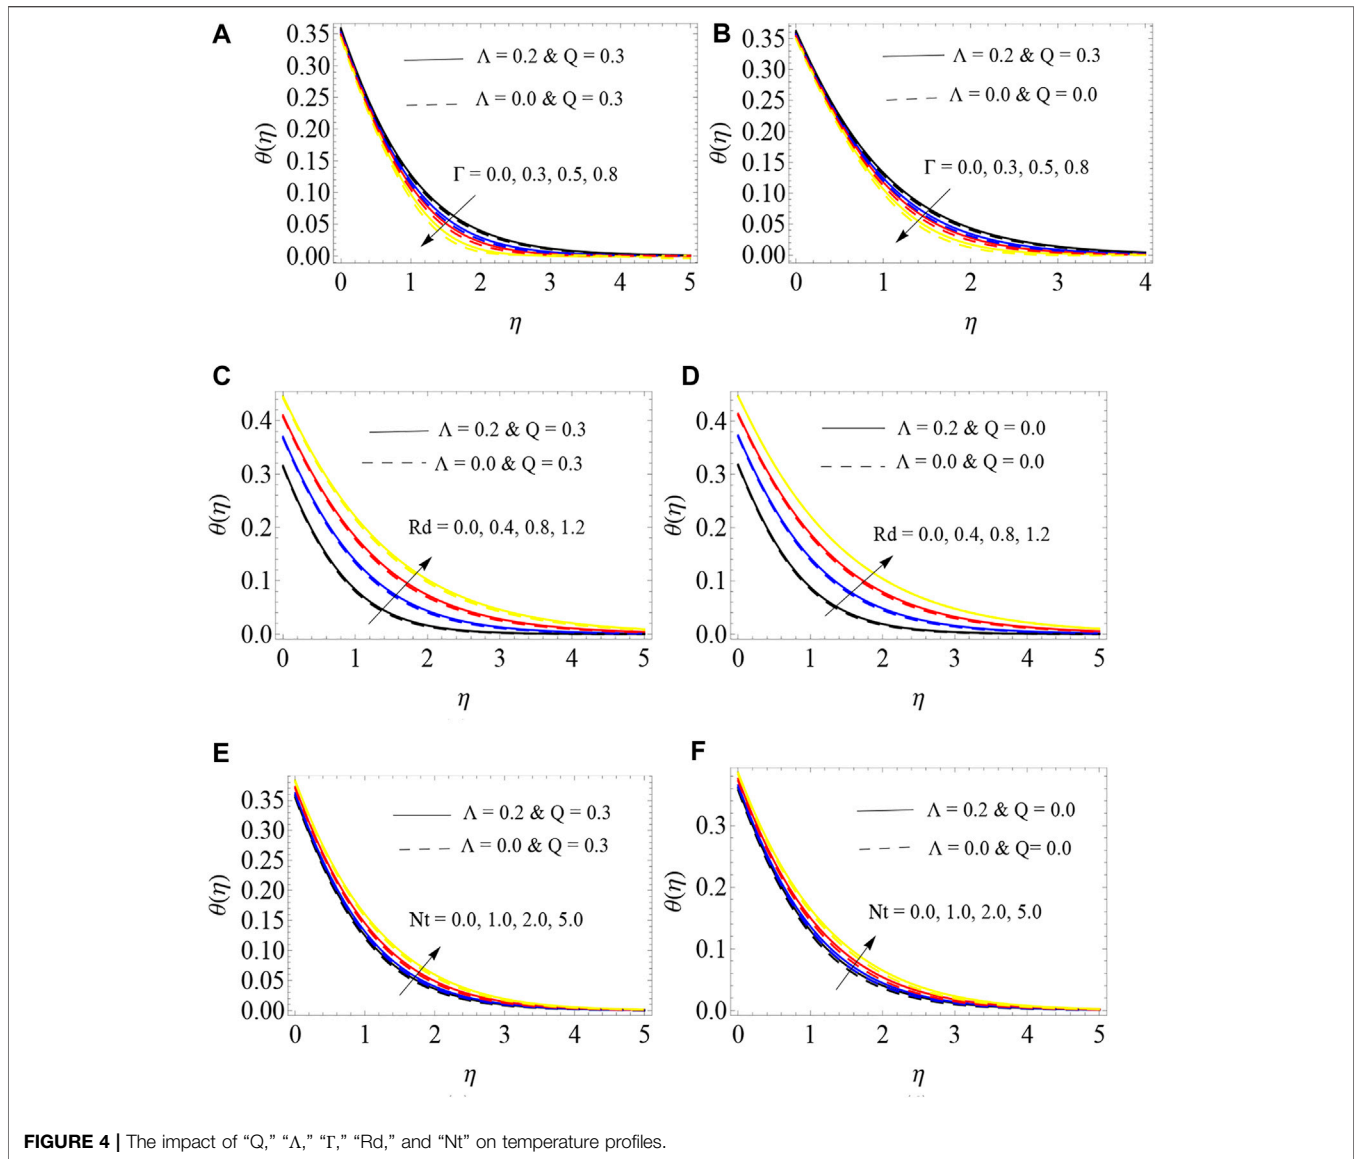 A
0.35
0.30
0.25
0.20
0.15
0.10
0.05
0.00
θ(η)
Λ = 0.2 & Q = 0.3
Λ = 0.0 & Q = 0.3
Γ = 0.0, 0.3, 0.5, 0.8
0 1 2 3 4 5
η
B
0.35
0.30
0.25
0.20
0.15
0.10
0.05
0.00
θ(η)
Λ = 0.2 & Q = 0.3
Λ = 0.0 & Q = 0.0
Γ = 0.0, 0.3, 0.5, 0.8
0 1 2 3 4
η
C
0.4
0.3
0.2
0.1
0.0
θ(η)
Λ = 0.2 & Q = 0.3
Λ = 0.0 & Q = 0.3
Rd = 0.0, 0.4, 0.8, 1.2
0 1 2 3 4 5
η
D
0.4
0.3
0.2
0.1
0.0
θ(η)
Λ = 0.2 & Q = 0.0
Λ = 0.0 & Q = 0.0
Rd = 0.0, 0.4, 0.8, 1.2
0 1 2 3 4 5
η
E
0.35
0.30
0.25
0.20
0.15
0.10
0.05
0.00
θ(η)
Λ = 0.2 & Q = 0.3
Λ = 0.0 & Q = 0.3
Nt = 0.0, 1.0, 2.0, 5.0
0 1 2 3 4 5
η
F
0.3
0.2
0.1
0.0
θ(η)
Λ = 0.2 & Q = 0.0
Λ = 0.0 & Q= 0.0
Nt = 0.0, 1.0, 2.0, 5.0
0 1 2 3 4 5
η
FIGURE 4 | The impact of “Q,” “Λ,” “Γ,” “Rd,” and “Nt” on temperature profiles.